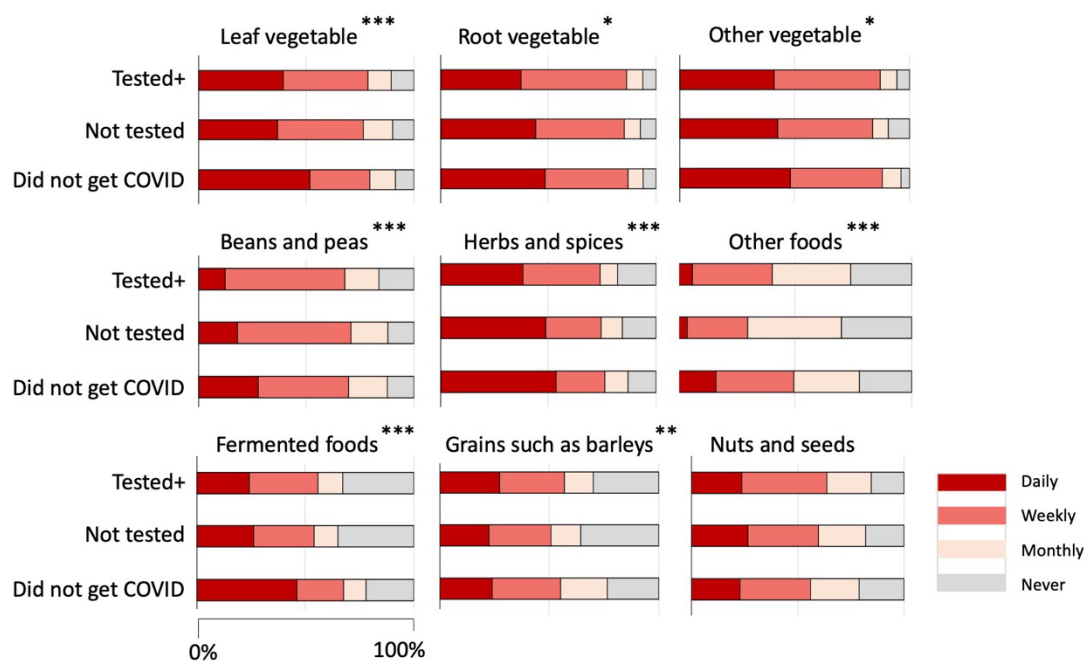 Leaf vegetable *** Root vegetable * Other vegetable *
Tested+
Not tested
Did not get COVID
Beans and peas *** Herbs and spices *** Other foods ***
Tested+
Not tested
Did not get COVID
Fermented foods *** Grains such as barleys ** Nuts and seeds
Tested+
Not tested
Did not get COVID
Daily
Weekly
Monthly
Never
0% 100%